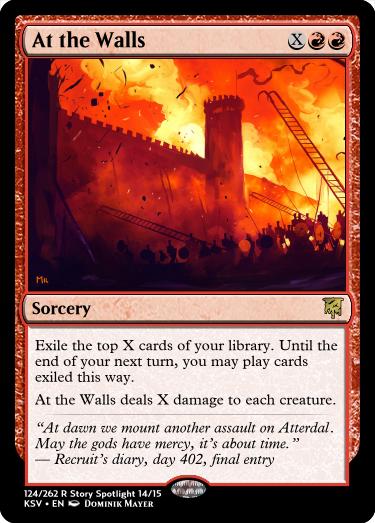 At the Walls X
Sorcery
Exile the top X cards of your library. Until the
end of your next turn, you may play cards
exiled this way.
At the Walls deals X damage to each creature.
“At dawn we mount another assault on Atterdal.
May the gods have mercy, it’s about time.”
— Recruit’s diary, day 402, final entry
124/262 R Story Spotlight 14/15
KSV • EN Dominik Mayer